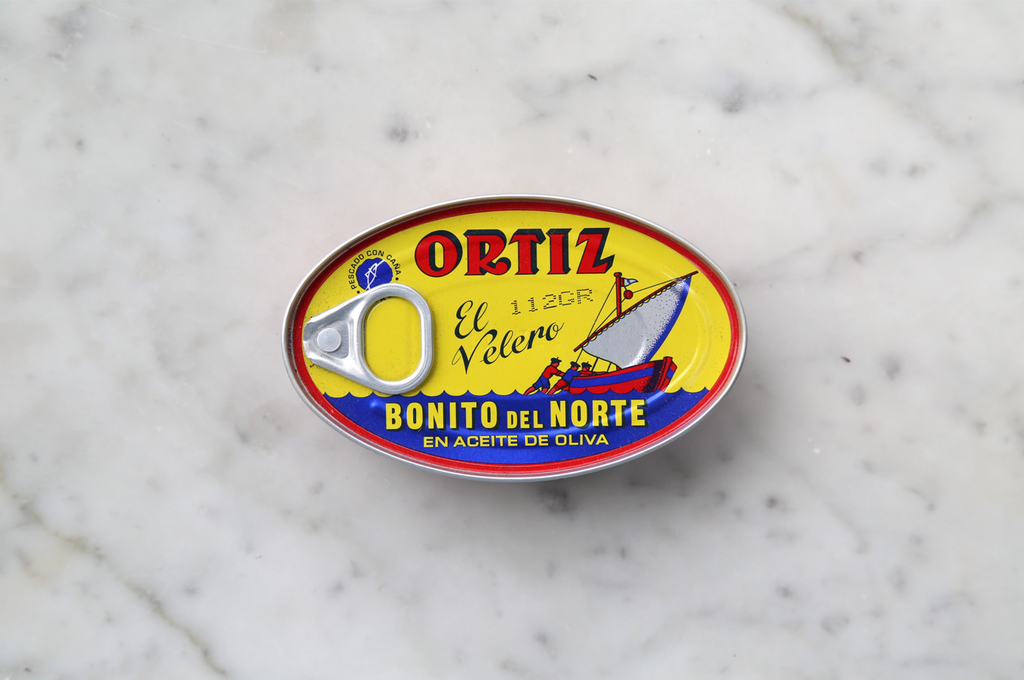 PESCADO CON CAÑA
ORTIZ
112GR
El
Velero
BONITO DEL NORTE
EN ACEITE DE OLIVA